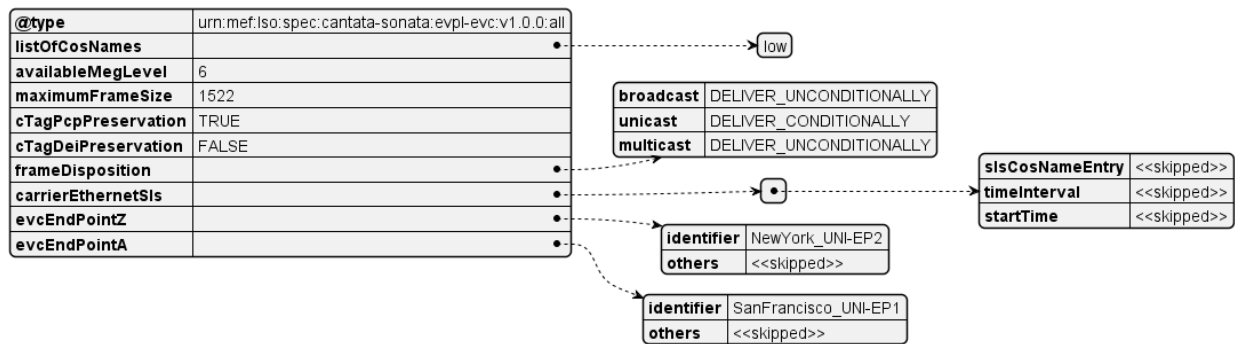 @type urn:mef:lso:spec:cantata-sonata:evpl-evc:v1.0.0:all
listOfCosNames
low
availableMegLevel 6
maximumFrameSize 1522
cTagPcpPreservation TRUE
cTagDeiPreservation FALSE
frameDisposition
broadcast DELIVER_UNCONDITIONALLY
unicast DELIVER_CONDITIONALLY
multicast DELIVER_UNCONDITIONALLY
carrierEthernetSls
slsCosNameEntry <<skipped>>
timeInterval <<skipped>>
startTime <<skipped>>
evcEndPointZ
identifier NewYork_UNI-EP2
others <<skipped>>
evcEndPointA
identifier SanFrancisco_UNI-EP1
others <<skipped>>